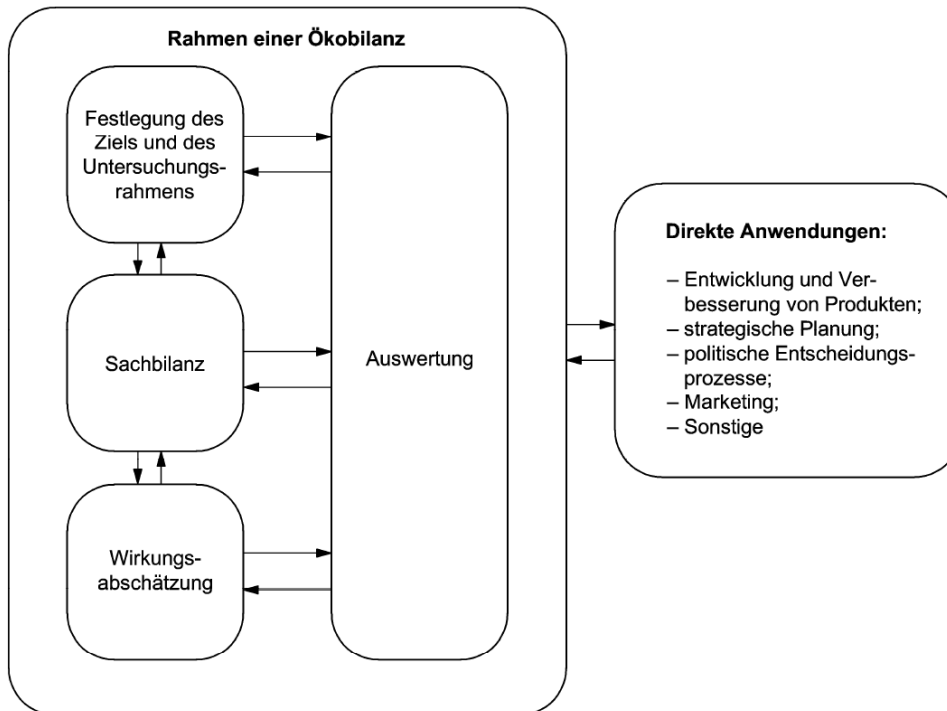 Rahmen einer Ökobilanz
Festlegung des
Ziels und des
Untersuchungs-
rahmens
Sachbilanz
Wirkungs-
abschätzung
Auswertung
Direkte Anwendungen:
– Entwicklung und Ver-
besserung von Produkten;
– strategische Planung;
– politische Entscheidungs-
prozesse;
– Marketing;
– Sonstige